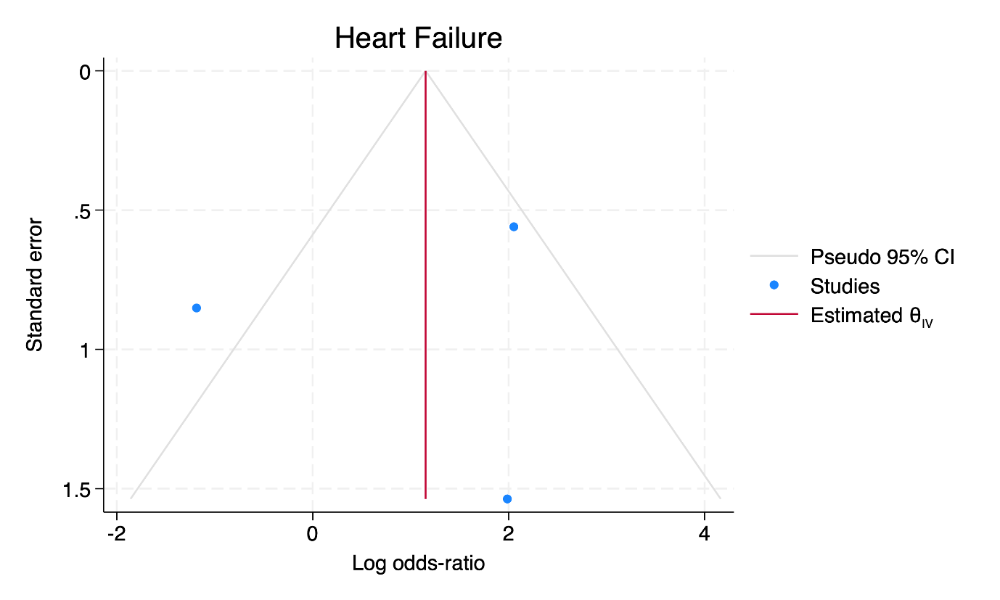 Heart Failure
0
.5
1
1.5
Standard error
-2
0
2
4
Log odds-ratio
Pseudo 95% CI
Studies
Estimated θIV